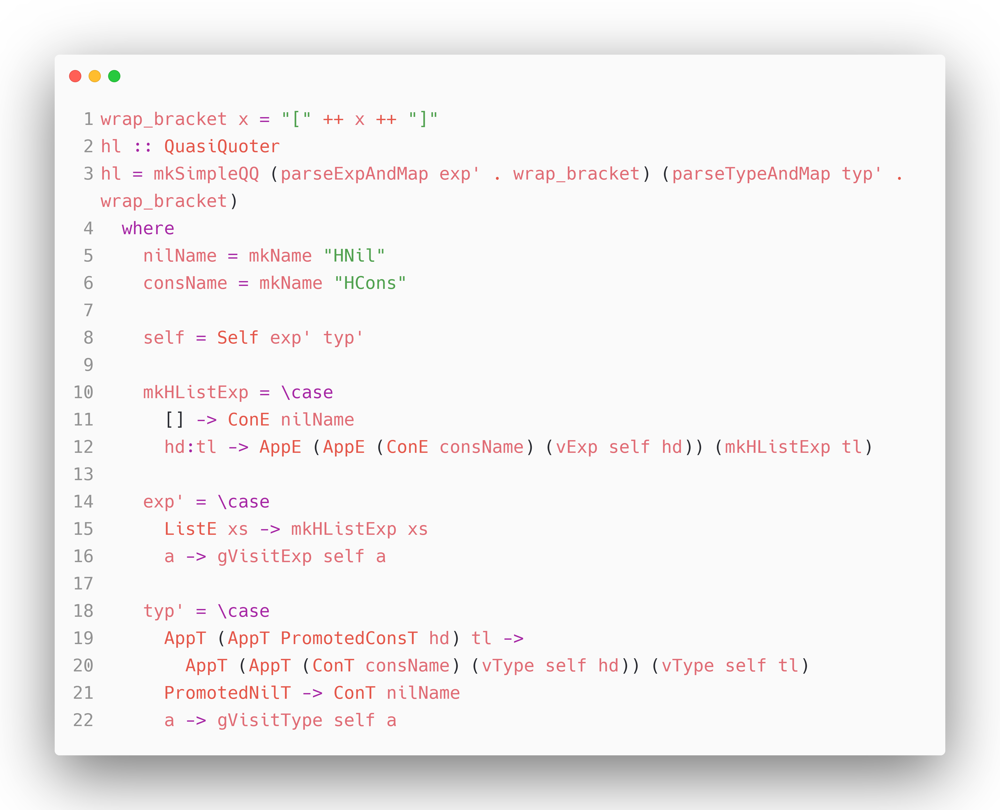 1 wrap_bracket x = "[" ++ x ++ "]"
2 hl :: QuasiQuoter
3 hl = mkSimpleQQ (parseExpAndMap exp' . wrap_bracket) (parseTypeAndMap typ' .
wrap_bracket)
4   where
5     nilName = mkName "HNil"
6     consName = mkName "HCons"
7
8     self = Self exp' typ'
9
10     mkHListExp = \case
11       [] -> ConE nilName
12       hd:tl -> AppE (AppE (ConE consName) (vExp self hd)) (mkHListExp tl)
13
14     exp' = \case
15       ListE xs -> mkHListExp xs
16       a -> gVisitExp self a
17
18     typ' = \case
19       AppT (AppT PromotedConsT hd) tl ->
20         AppT (AppT (ConT consName) (vType self hd)) (vType self tl)
21       PromotedNilT -> ConT nilName
22       a -> gVisitType self a